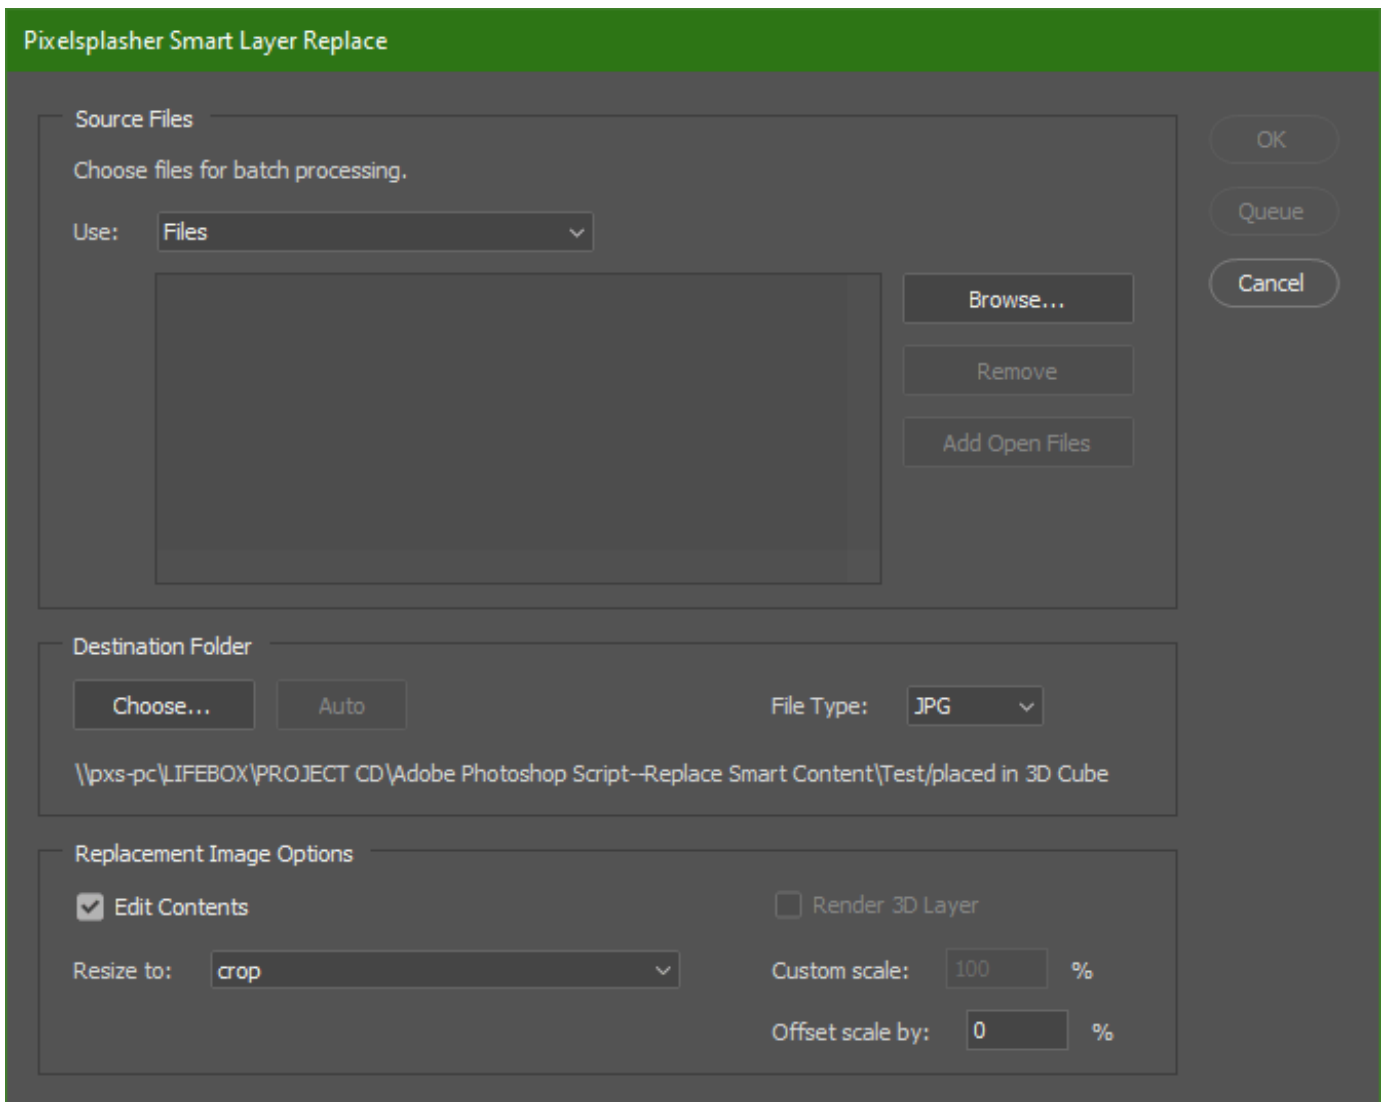 Pixelsplasher Smart Layer Replace
Source Files
OK
Choose files for batch processing.
Queue
Use: Files
Cancel
Browse...
Remove
Add Open Files
Destination Folder
Choose... Auto File Type: JPG
\\pxs-pc\LIFEBOX\PROJECT CD\Adobe Photoshop Script--Replace Smart Content\Test/placed in 3D Cube
Replacement Image Options
Edit Contents Render 3D Layer
Resize to: crop Custom scale: 100 %
Offset scale by: 0 %